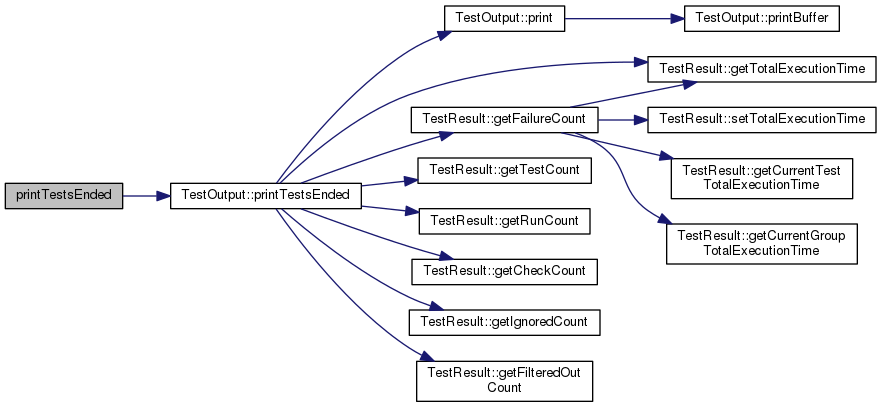 printTestsEnded
TestOutput::printTestsEnded
TestOutput::print
TestOutput::printBuffer
TestResult::getTotalExecutionTime
TestResult::getFailureCount
TestResult::setTotalExecutionTime
TestResult::getTestCount
TestResult::getCurrentTest
TotalExecutionTime
TestResult::getRunCount
TestResult::getCurrentGroup
TotalExecutionTime
TestResult::getCheckCount
TestResult::getIgnoredCount
TestResult::getFilteredOut
Count